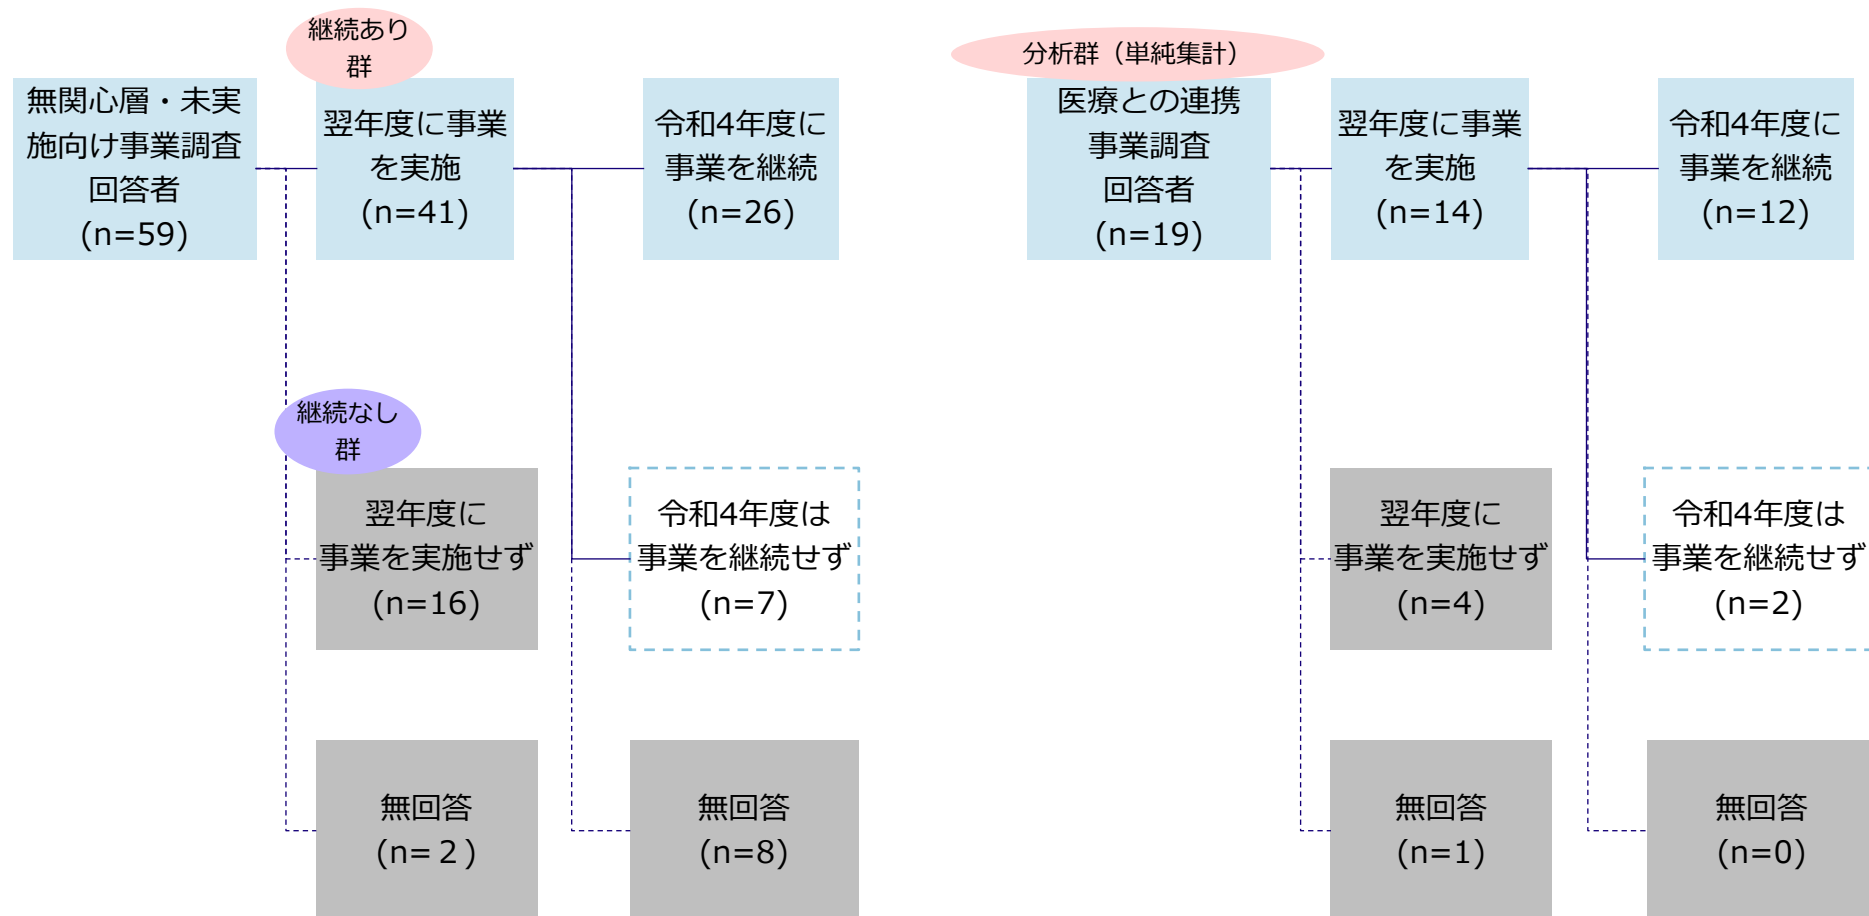 継続あり
群
無関心層・未実
施向け事業調査
回答者
(n=59)
翌年度に事業
を実施
(n=41)
令和4年度に
事業を継続
(n=26)
継続なし
群
翌年度に
事業を実施せず
(n=16)
令和4年度は
事業を継続せず
(n=7)
無回答
(n=２)
無回答
(n=8)
分析群（単純集計）
医療との連携
事業調査
回答者
(n=19)
翌年度に事業
を実施
(n=14)
令和4年度に
事業を継続
(n=12)
翌年度に
事業を実施せず
(n=4)
令和4年度は
事業を継続せず
(n=2)
無回答
(n=1)
無回答
(n=0)